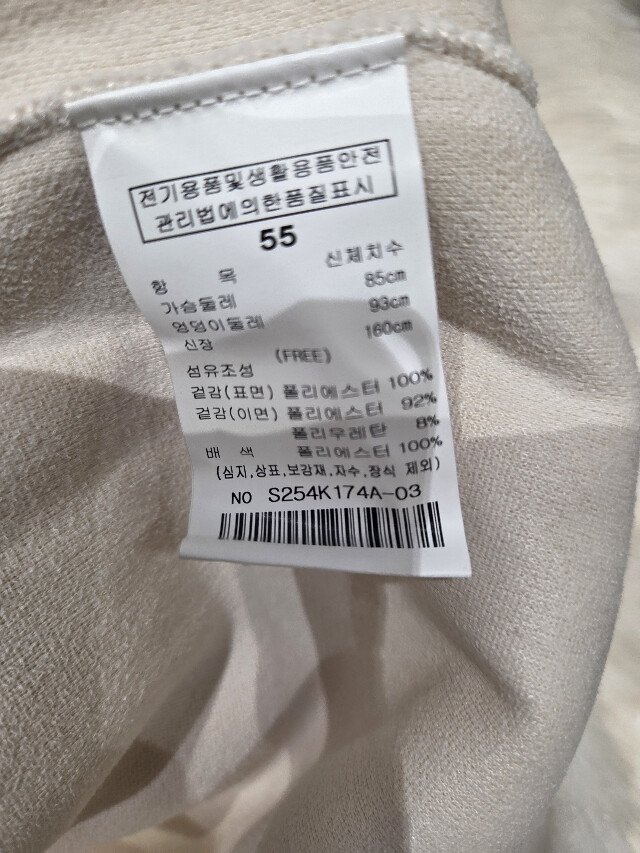 전기용품및생활용품안전
관리법에의한품질표시
55
항 목 신체치수
가슴둘레 85cm
엉덩이둘레 93cm
신장 160cm
(FREE)
섬유조성
겉감(표면) 폴리에스터 100%
겉감(이면) 폴리에스터 92%
폴리우레탄 8%
배 색 폴리에스터 100%
(심지,상표,보강재,자수,장식 제외)
NO S254K174A-03